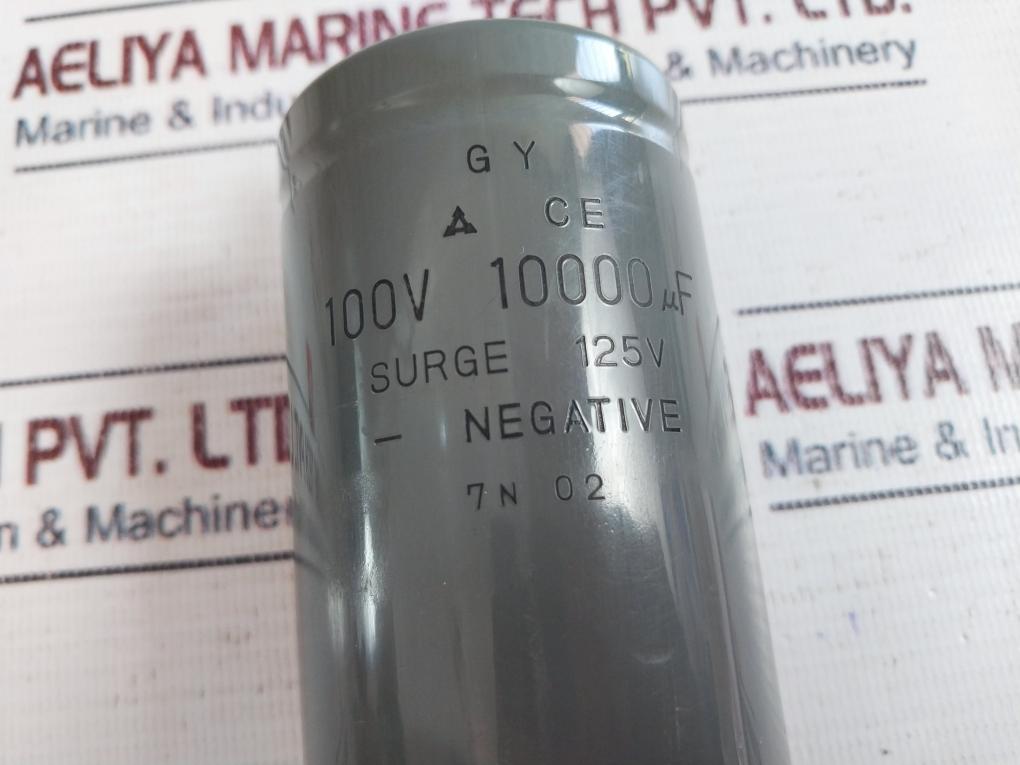 AELIYA MARINE TECH PVT. LTD.
Marine & Indu & Machinery
GY
CE
100V 10000µF
SURGE 125V
— NEGATIVE
7N 02
PVT. LTD
n & Machine
AELIYA M
Marine & In